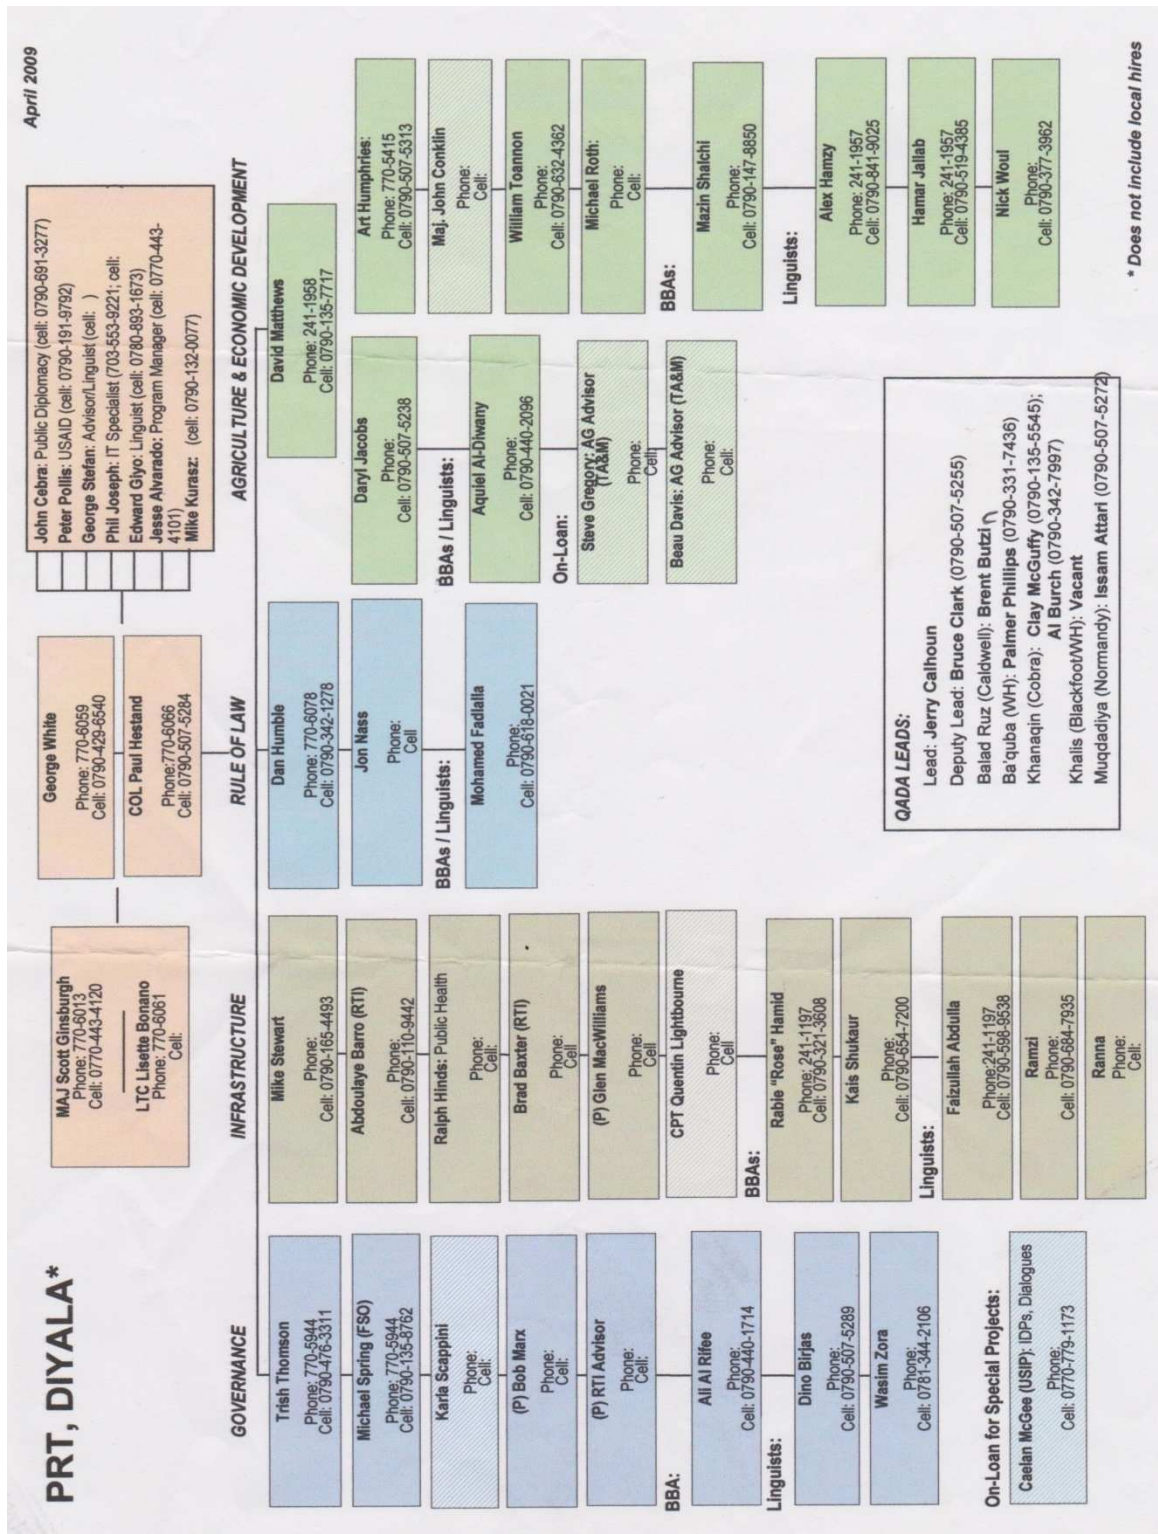 PRT, DIYALA*
April 2009
MAJ Scott Ginsburgh
Phone: 770-6013
Cell: 0770-443-4120
LTC Lisette Bonano
Phone: 770-6061
Cell:
George White
Phone: 770-6059
Cell: 0790-429-6540
COL Paul Hestand
Phone:770-6066
Cell: 0790-507-5284
John Cebra: Public Diplomacy (cell: 0790-691-3277)
Peter Pollis: USAID (cell: 0790-191-9792)
George Stefan: Advisor/Linguist (cell: )
Phil Joseph: IT Specialist (703-553-9221; cell:
Edward Giyo: Linguist (cell: 0780-893-1673)
Jesse Alvarado: Program Manager (cell: 0770-443-
4101)
Mike Kurasz: (cell: 0790-132-0077)
GOVERNANCE
Trish Thomson
Phone: 770-5944
Cell: 0790-476-3311
Michael Spring (FSO)
Phone: 770-5944
Cell: 0790-135-8762
Karla Scappini
Phone:
Cell:
(P) Bob Marx
Phone:
Cell:
(P) RTI Advisor
Phone:
Cell:
BBA:
Ali Al Rifee
Phone:
Cell: 0790-440-1714
Linguists:
Dino Birjas
Phone:
Cell: 0790-507-5289
Wasim Zora
Phone:
Cell: 0781-344-2106
On-Loan for Special Projects:
Caelan McGee (USIP): IDPs, Dialogues
Phone:
Cell: 0770-779-1173
INFRASTRUCTURE
Mike Stewart
Phone:
Cell: 0790-165-4493
Abdoulaye Barro (RTI)
Phone:
Cell: 0790-110-9442
Ralph Hinds: Public Health
Phone:
Cell:
Brad Baxter (RTI)
Phone:
Cell
(P) Glen MacWilliams
Phone:
Cell
CPT Quentin Lightbourne
Phone:
Cell:
BBAs:
Rabie "Rose" Hamid
Phone: 241-1197
Cell: 0790-321-3608
Kais Shukaur
Phone:
Cell: 0790-654-7200
Linguists:
Faizullah Abdulla
Phone:241-1197
Cell: 0790-598-9538
Ramzi
Phone:
Cell: 0790-684-7935
Ranna
Phone:
Cell:
RULE OF LAW
Dan Humble
Phone: 770-6078
Cell: 0790-342-1278
Jon Nass
Phone:
Cell
BBAs / Linguists:
Mohamed Fadlalla
Phone:
Cell: 0790-618-0021
AGRICULTURE & ECONOMIC DEVELOPMENT
David Matthews
Phone: 241-1958
Cell: 0790-135-7717
Daryl Jacobs
Phone:
Cell: 0790-507-5238
BBAs / Linguists:
Aquiel Al-Diwany
Phone:
Cell: 0790-440-2096
On-Loan:
Steve Gregory: AG Advisor
(TA&M)
Phone:
Cell:
Beau Davis: AG Advisor (TA&M)
Phone:
Cell:
Art Humphries:
Phone: 770-5415
Cell: 0790-507-5313
Maj. John Conklin
Phone:
Cell:
William Toannon
Phone:
Cell: 0790-632-4362
Michael Roth:
Phone:
Cell:
BBAs:
Mazin Shalchi
Phone:
Cell: 0790-147-8850
Linguists:
Alex Hamzy
Phone: 241-1957
Cell: 0790-841-9025
Hamar Jallab
Phone: 241-1957
Cell: 0790-519-4385
Nick Woul
Phone:
Cell: 0790-377-3962
QADA LEADS:
Lead: Jerry Calhoun
Deputy Lead: Bruce Clark (0790-507-5255)
Balad Ruz (Caldwell): Brent Butzin
Ba'quba (WH): Palmer Phillips (0790-331-7436)
Khanaqin (Cobra): Clay McGuffy (0790-135-5545);
Al Burch (0790-342-7997)
Khalis (Blackfoot/WH): Vacant
Muqdadiya (Normandy): Issam Attari (0790-507-5272)
* Does not include local hires